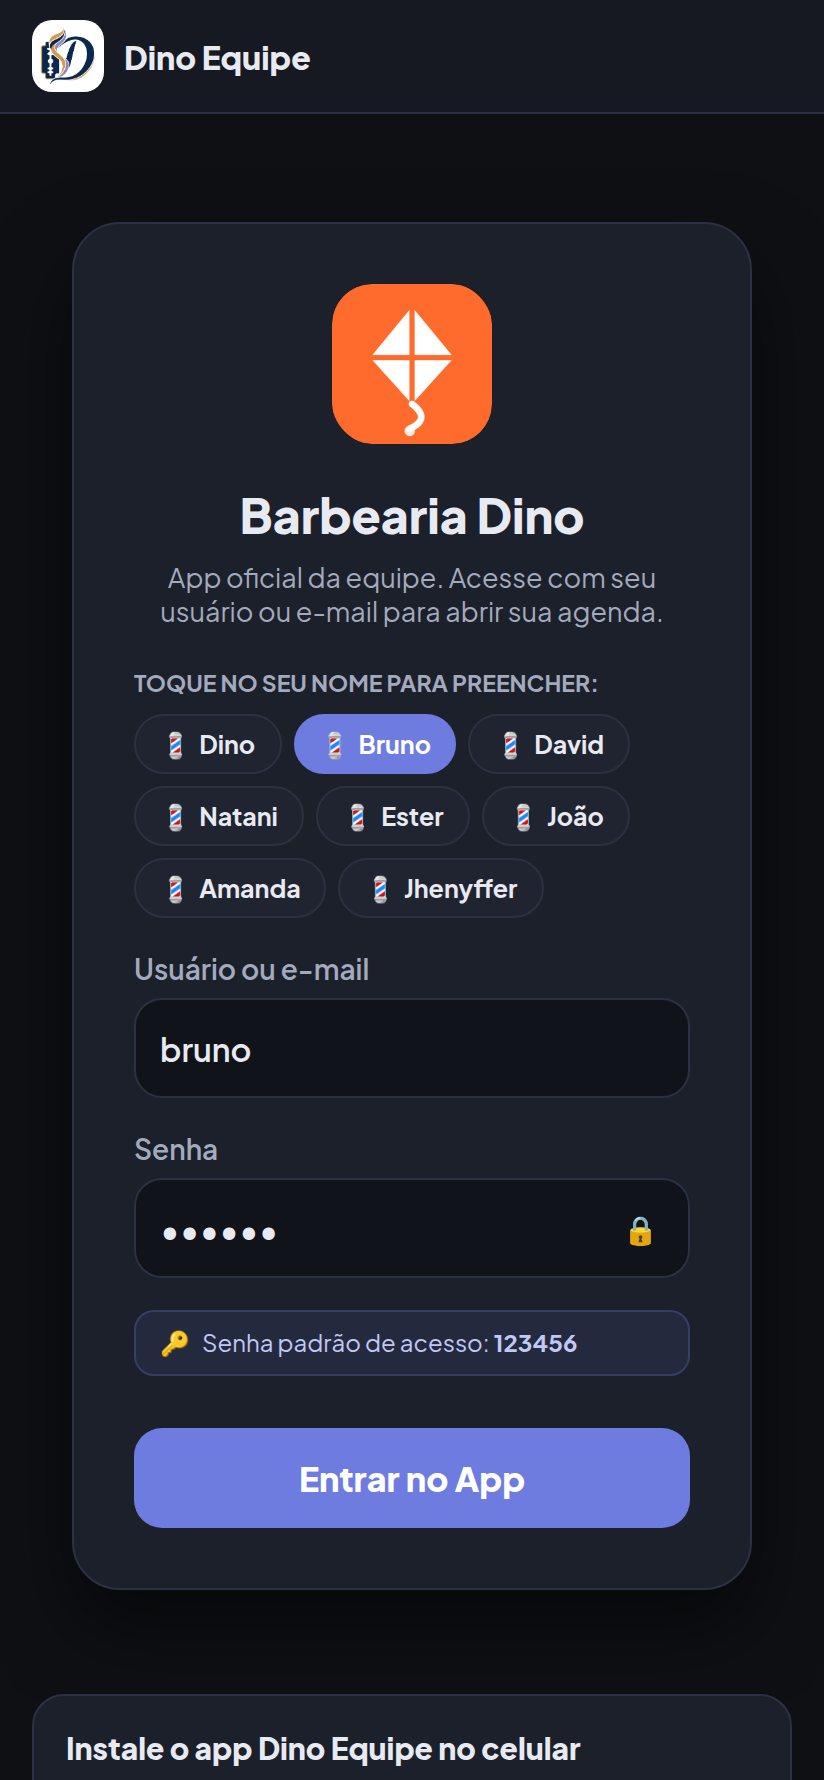 Dino Equipe
Barbearia Dino
App oficial da equipe. Acesse com seu
usuário ou e-mail para abrir sua agenda.
TOQUE NO SEU NOME PARA PREENCHER:
Dino
Bruno
David
Natani
Ester
João
Amanda
Jhenyffer
Usuário ou e-mail
bruno
Senha
••••••
Senha padrão de acesso: 123456
Entrar no App
Instale o app Dino Equipe no celular